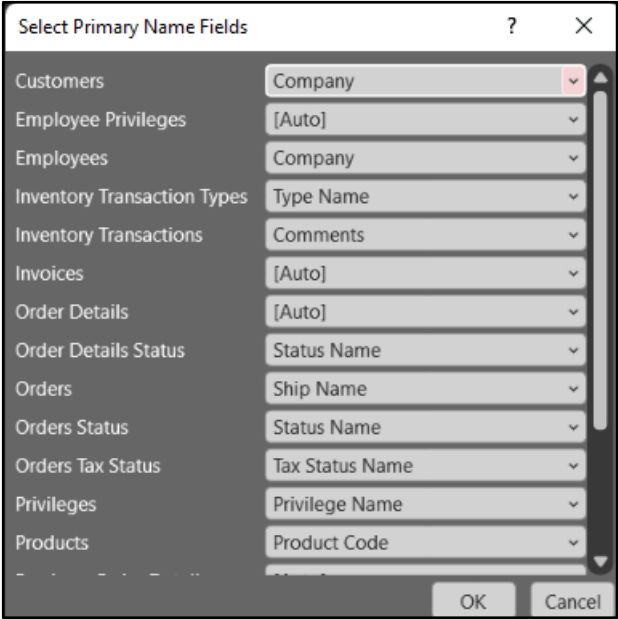 Select Primary Name Fields ? ×
Customers Company
Employee Privileges [Auto]
Employees Company
Inventory Transaction Types Type Name
Inventory Transactions Comments
Invoices [Auto]
Order Details [Auto]
Order Details Status Status Name
Orders Ship Name
Orders Status Status Name
Orders Tax Status Tax Status Name
Privileges Privilege Name
Products Product Code
OK Cancel